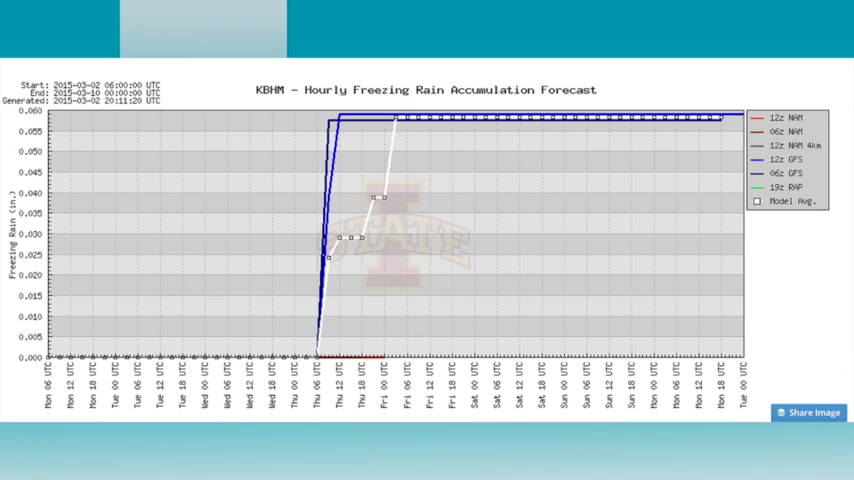 Start: 2015-03-02 06:00:00 UTC
End: 2015-03-10 00:00:00 UTC
Generated: 2015-03-02 20:11:20 UTC
KBHM - Hourly Freezing Rain Accumulation Forecast
Freezing Rain (in.)
0.060
0.055
0.050
0.045
0.040
0.035
0.030
0.025
0.020
0.015
0.010
0.005
0.000
STATE
12z NAM
06z NAM
12z NAM 4km
12z GFS
06z GFS
19z RAP
Model Avg.
Mon 06 UTC
Mon 12 UTC
Mon 18 UTC
Tue 00 UTC
Tue 06 UTC
Tue 12 UTC
Tue 18 UTC
Wed 00 UTC
Wed 06 UTC
Wed 12 UTC
Wed 18 UTC
Thu 00 UTC
Thu 06 UTC
Thu 12 UTC
Thu 18 UTC
Fri 00 UTC
Fri 06 UTC
Fri 12 UTC
Fri 18 UTC
Sat 00 UTC
Sat 06 UTC
Sat 12 UTC
Sat 18 UTC
Sun 00 UTC
Sun 06 UTC
Sun 12 UTC
Sun 18 UTC
Mon 00 UTC
Mon 06 UTC
Mon 12 UTC
Mon 18 UTC
Tue 00 UTC
Share Image